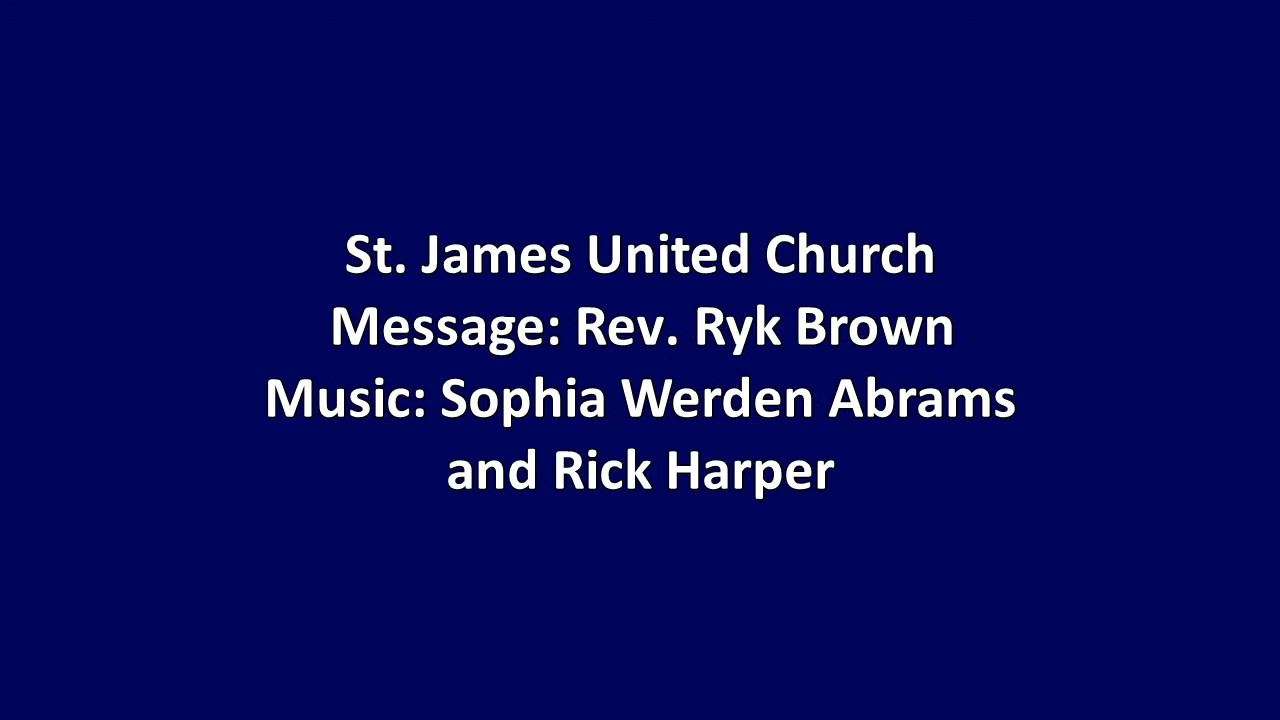 St. James United Church
Message: Rev. Ryk Brown
Music: Sophia Werden Abrams
and Rick Harper